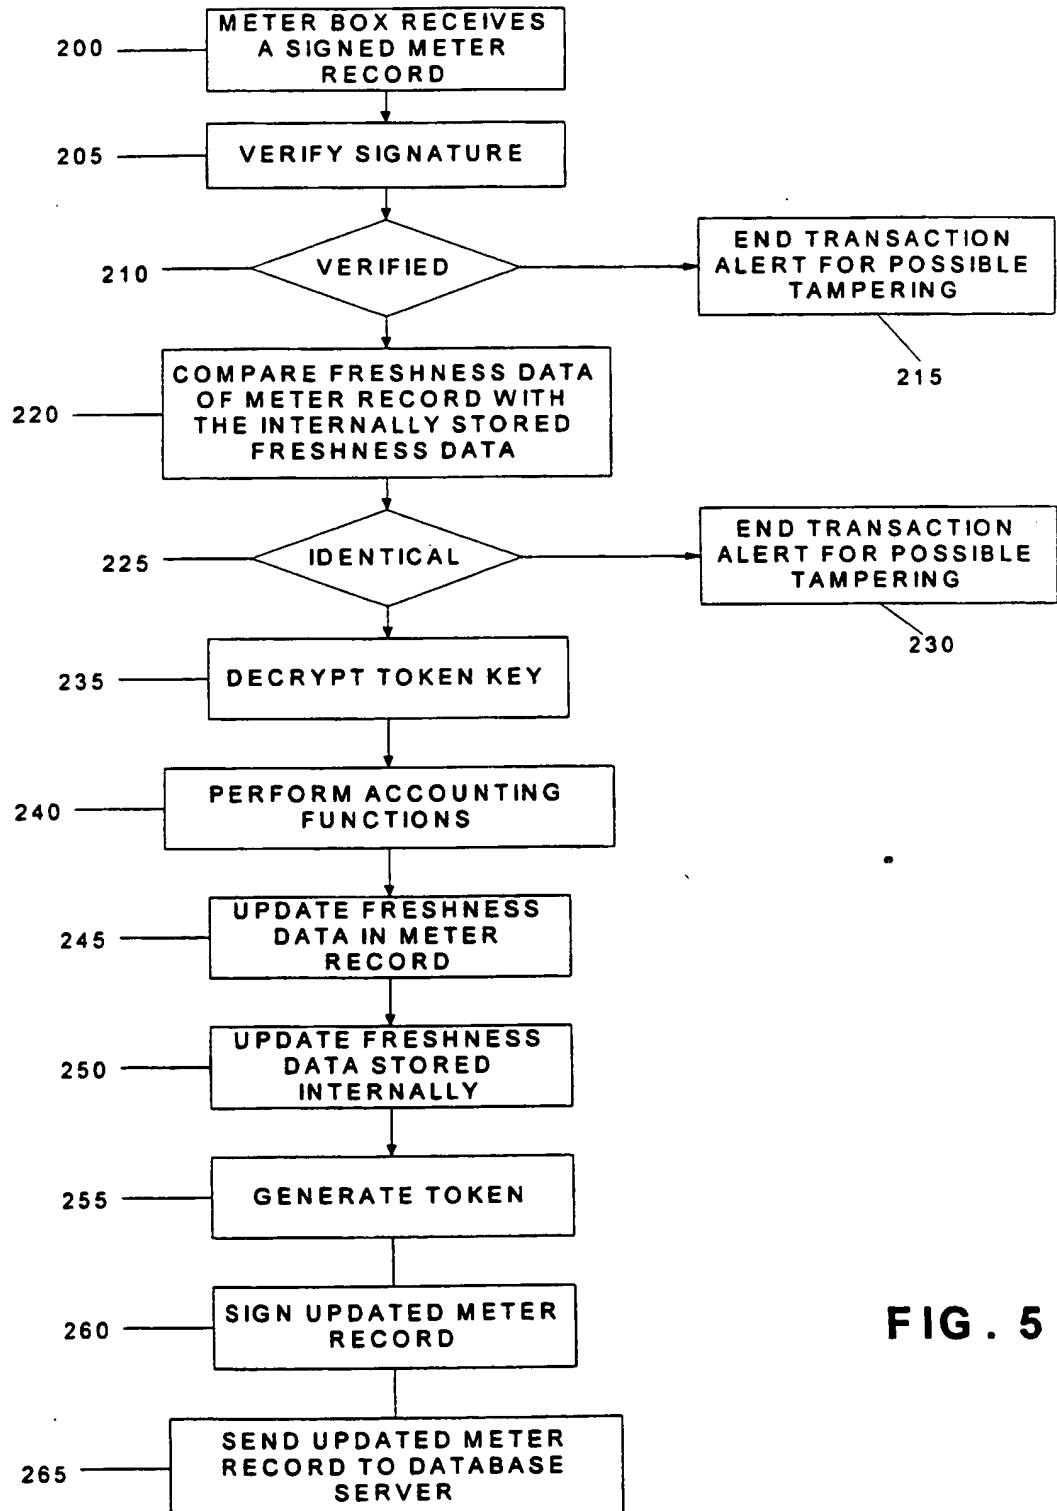 METER BOX RECEIVES
A SIGNED METER
RECORD
200
VERIFY SIGNATURE
205
VERIFIED
210
END TRANSACTION
ALERT FOR POSSIBLE
TAMPERING
215
COMPARE FRESHNESS DATA
OF METER RECORD WITH
THE INTERNALLY STORED
FRESHNESS DATA
220
IDENTICAL
225
END TRANSACTION
ALERT FOR POSSIBLE
TAMPERING
230
DECRYPT TOKEN KEY
235
PERFORM ACCOUNTING
FUNCTIONS
240
UPDATE FRESHNESS
DATA IN METER
RECORD
245
UPDATE FRESHNESS
DATA STORED
INTERNALLY
250
GENERATE TOKEN
255
SIGN UPDATED METER
RECORD
260
FIG. 5
SEND UPDATED METER
RECORD TO DATABASE
SERVER
265